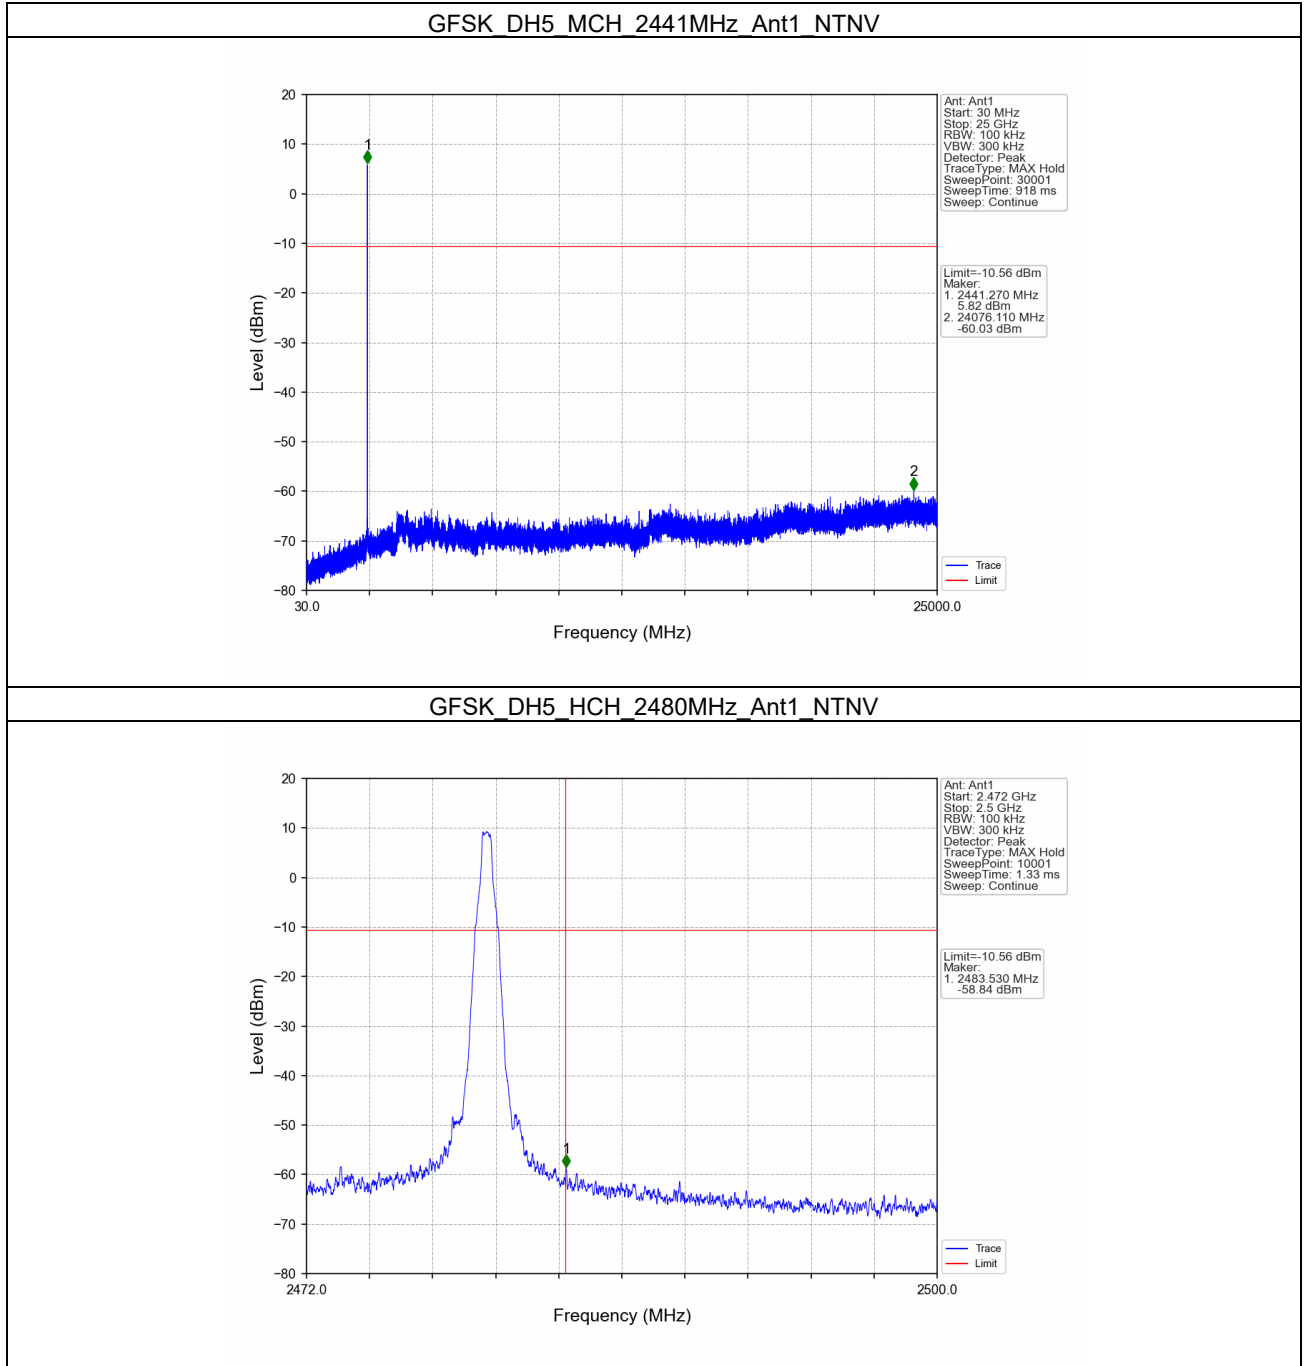 GFSK_DH5_MCH_2441MHz_Ant1_NTNV
20
10
0
−10
−20
−30
−40
−50
−60
−70
−80
Level (dBm)
1
2
30.0
25000.0
Frequency (MHz)
Ant: Ant1
Start: 30 MHz
Stop: 25 GHz
RBW: 100 kHz
VBW: 300 kHz
Detector: Peak
TraceType: MAX Hold
SweepPoint: 30001
SweepTime: 918 ms
Sweep: Continue
Limit=-10.56 dBm
Maker:
1. 2441.270 MHz
5.82 dBm
2. 24076.110 MHz
-60.03 dBm
Trace
Limit
GFSK_DH5_HCH_2480MHz_Ant1_NTNV
20
10
0
−10
−20
−30
−40
−50
−60
−70
−80
Level (dBm)
1
2472.0
2500.0
Frequency (MHz)
Ant: Ant1
Start: 2.472 GHz
Stop: 2.5 GHz
RBW: 100 kHz
VBW: 300 kHz
Detector: Peak
TraceType: MAX Hold
SweepPoint: 10001
SweepTime: 1.33 ms
Sweep: Continue
Limit=-10.56 dBm
Maker:
1. 2483.530 MHz
-58.84 dBm
Trace
Limit